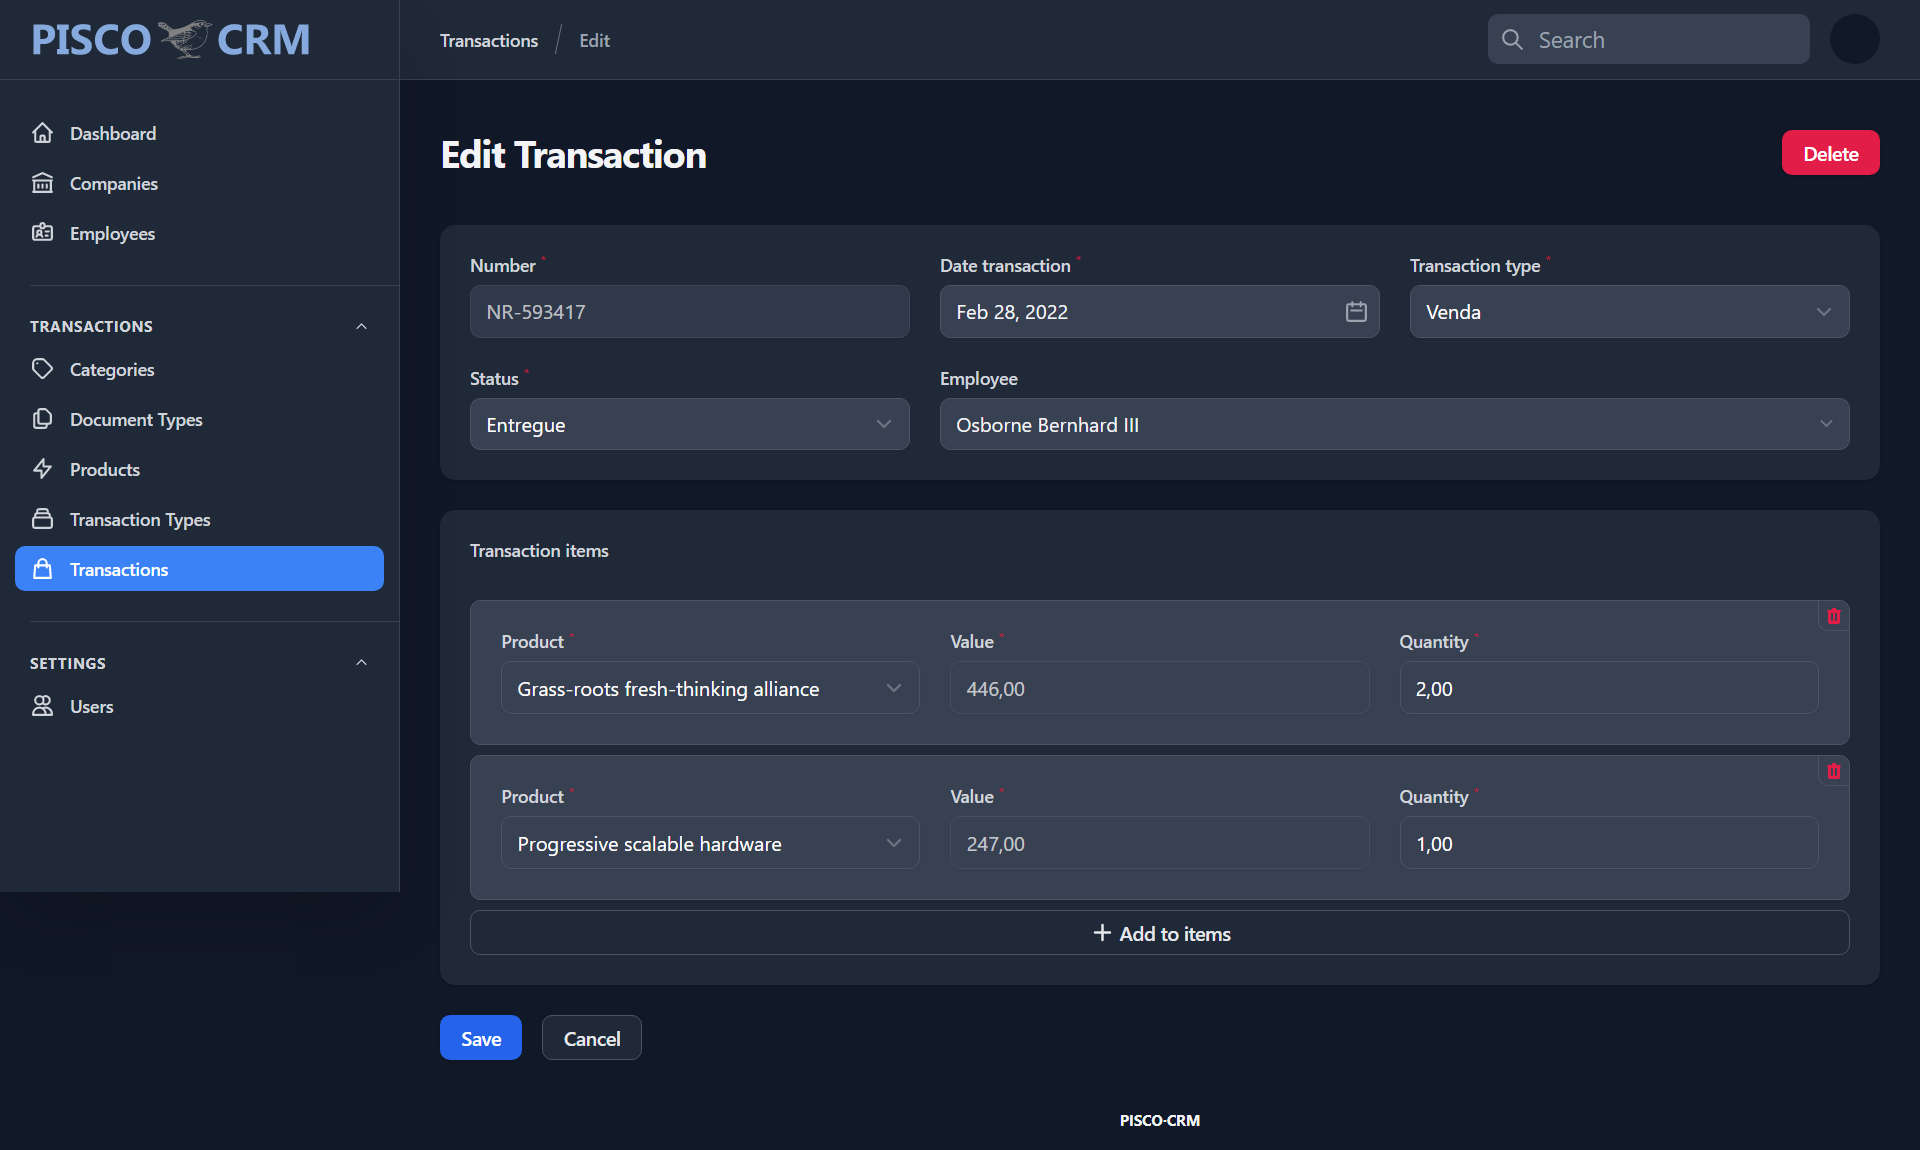 PISCO CRM
Transactions / Edit
Search
Dashboard
Companies
Employees
TRANSACTIONS
Categories
Document Types
Products
Transaction Types
Transactions
SETTINGS
Users
Edit Transaction
Delete
Number *
Date transaction *
Transaction type *
NR-593417
Feb 28, 2022
Venda
Status *
Employee
Entregue
Osborne Bernhard III
Transaction items
Product *
Value *
Quantity *
Grass-roots fresh-thinking alliance
446,00
2,00
Product *
Value *
Quantity *
Progressive scalable hardware
247,00
1,00
+ Add to items
Save
Cancel
PISCO-CRM